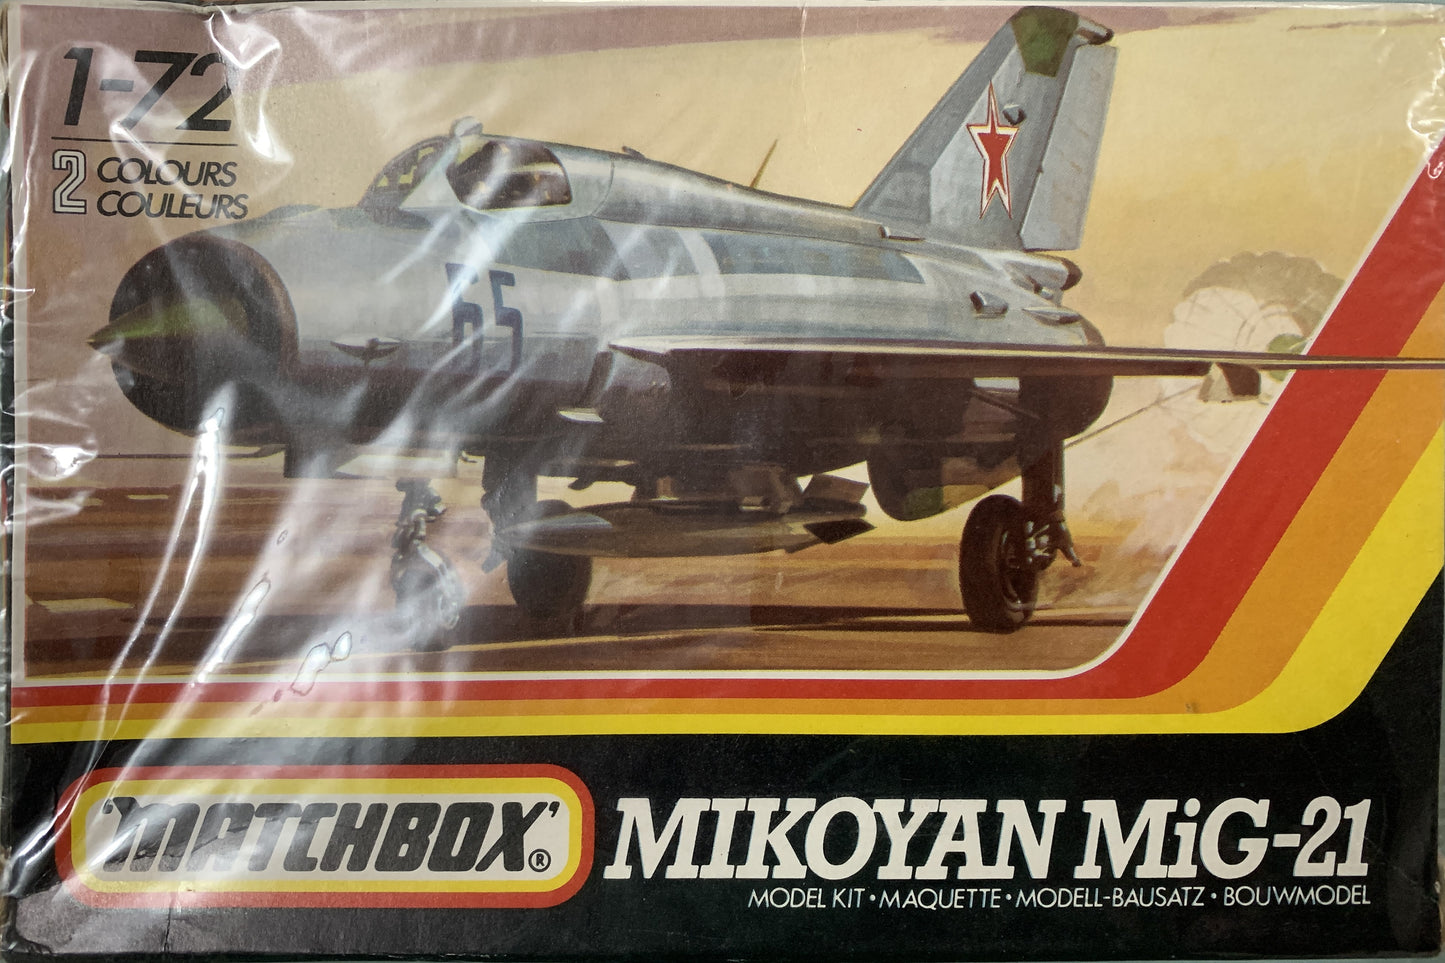 1-72
2 COLOURS
COULEURS
65
'MATCHBOX'®
MIKOYAN MiG-21
MODEL KIT • MAQUETTE • MODELL-BAUSATZ • BOUWMODEL